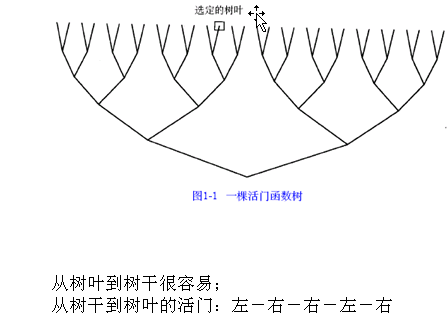 选定的树叶
图1-1 一棵活门函数树
从树叶到树干很容易；
从树干到树叶的活门：左－右－右－左－右